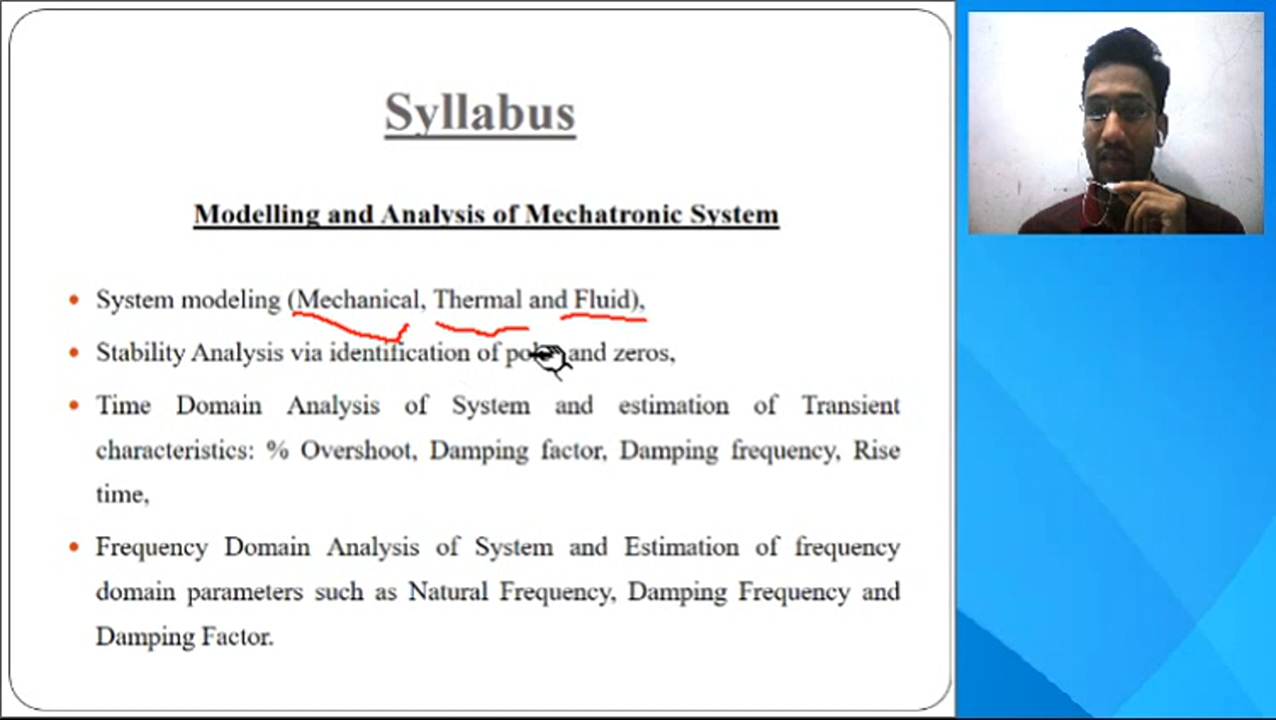 Syllabus
Modelling and Analysis of Mechatronic System
• System modeling (Mechanical, Thermal and Fluid),
• Stability Analysis via identification of and zeros,
• Time Domain Analysis of System and estimation of Transient
characteristics: % Overshoot, Damping factor, Damping frequency, Rise
time,
• Frequency Domain Analysis of System and Estimation of frequency
domain parameters such as Natural Frequency, Damping Frequency and
Damping Factor.